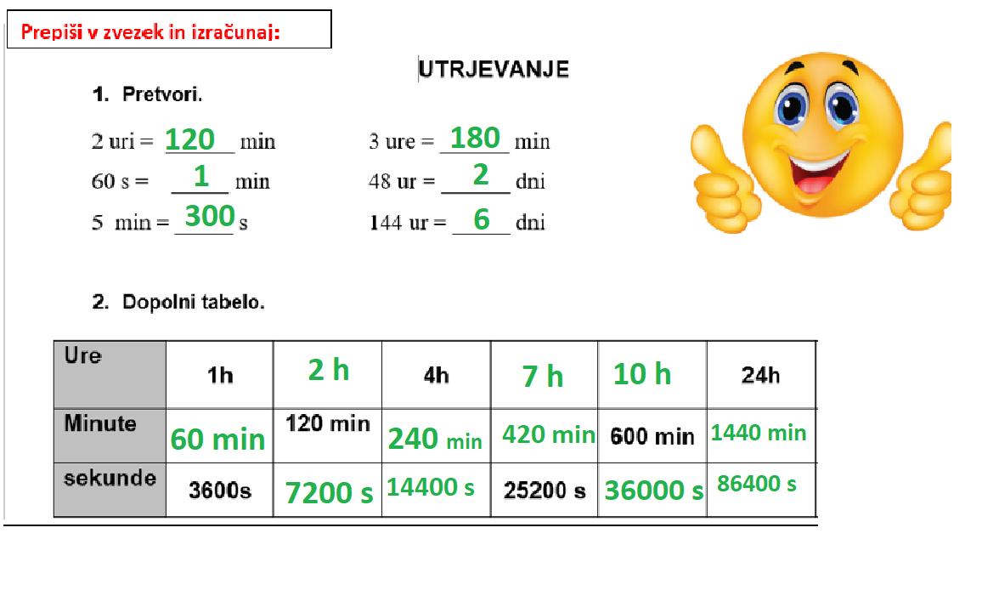 Prepiši v zvezek in izračunaj:
UTRJEVANJE
1. Pretvori.
2 uri = 120 min 3 ure = 180 min
60 s = 1 min 48 ur = 2 dni
5 min = 300 s 144 ur = 6 dni
2. Dopolni tabelo.
Ure 1h 2 h 4h 7 h 10 h 24h
Minute 60 min 120 min 240 min 420 min 600 min 1440 min
sekunde 3600s 7200 s 14400 s 25200 s 36000 s 86400 s